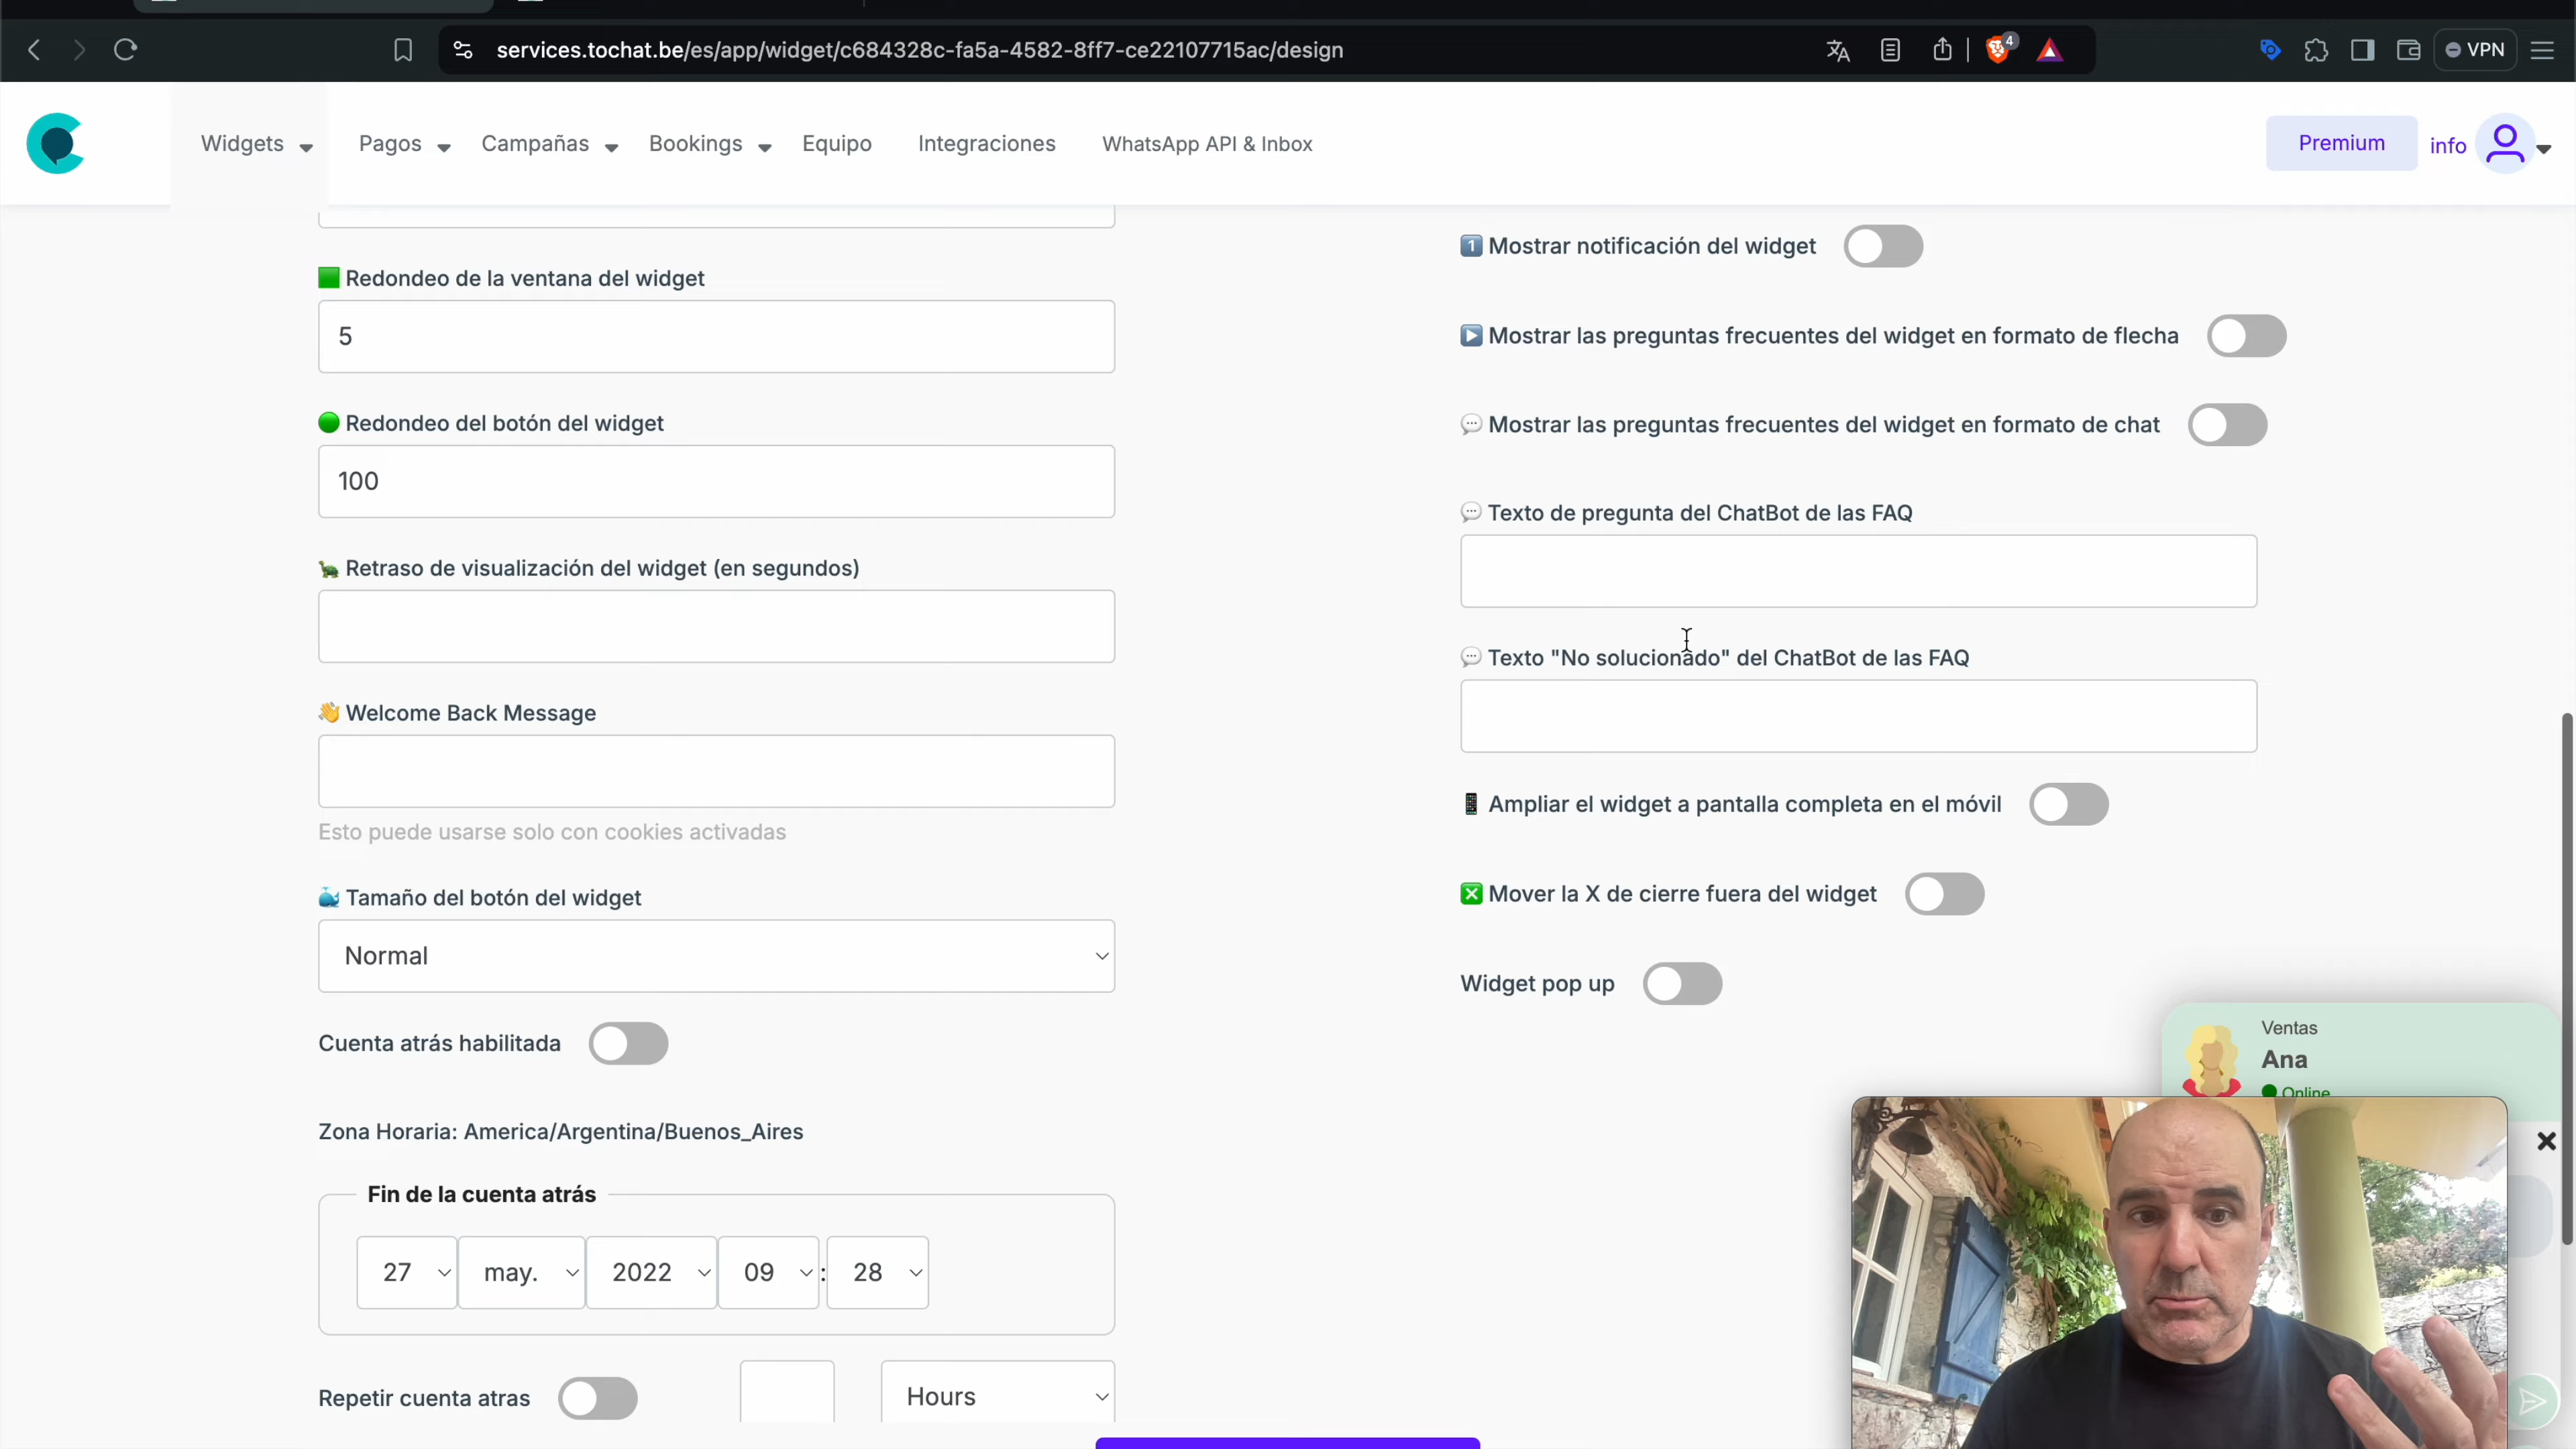 services.tochat.be/es/app/widget/c684328c-fa5a-4582-8ff7-ce22107715ac/design
4
VPN
Widgets
Pagos
Campañas
Bookings
Equipo
Integraciones
WhatsApp API & Inbox
Premium
info
Redondeo de la ventana del widget
5
Redondeo del botón del widget
100
Retraso de visualización del widget (en segundos)
Welcome Back Message
Esto puede usarse solo con cookies activadas
Tamaño del botón del widget
Normal
Cuenta atrás habilitada
Zona Horaria: America/Argentina/Buenos_Aires
Fin de la cuenta atrás
27 may. 2022 09 : 28
Repetir cuenta atras
Hours
1 Mostrar notificación del widget
Mostrar las preguntas frecuentes del widget en formato de flecha
Mostrar las preguntas frecuentes del widget en formato de chat
Texto de pregunta del ChatBot de las FAQ
Texto "No solucionado" del ChatBot de las FAQ
Ampliar el widget a pantalla completa en el móvil
Mover la X de cierre fuera del widget
Widget pop up
Ventas
Ana
Online